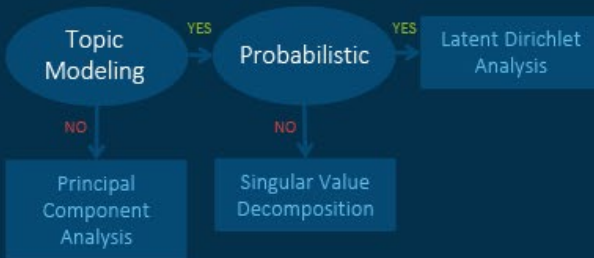 Topic
Modeling
YES
Probabilistic
YES
Latent Dirichlet
Analysis
NO
NO
Principal
Component
Analysis
Singular Value
Decomposition